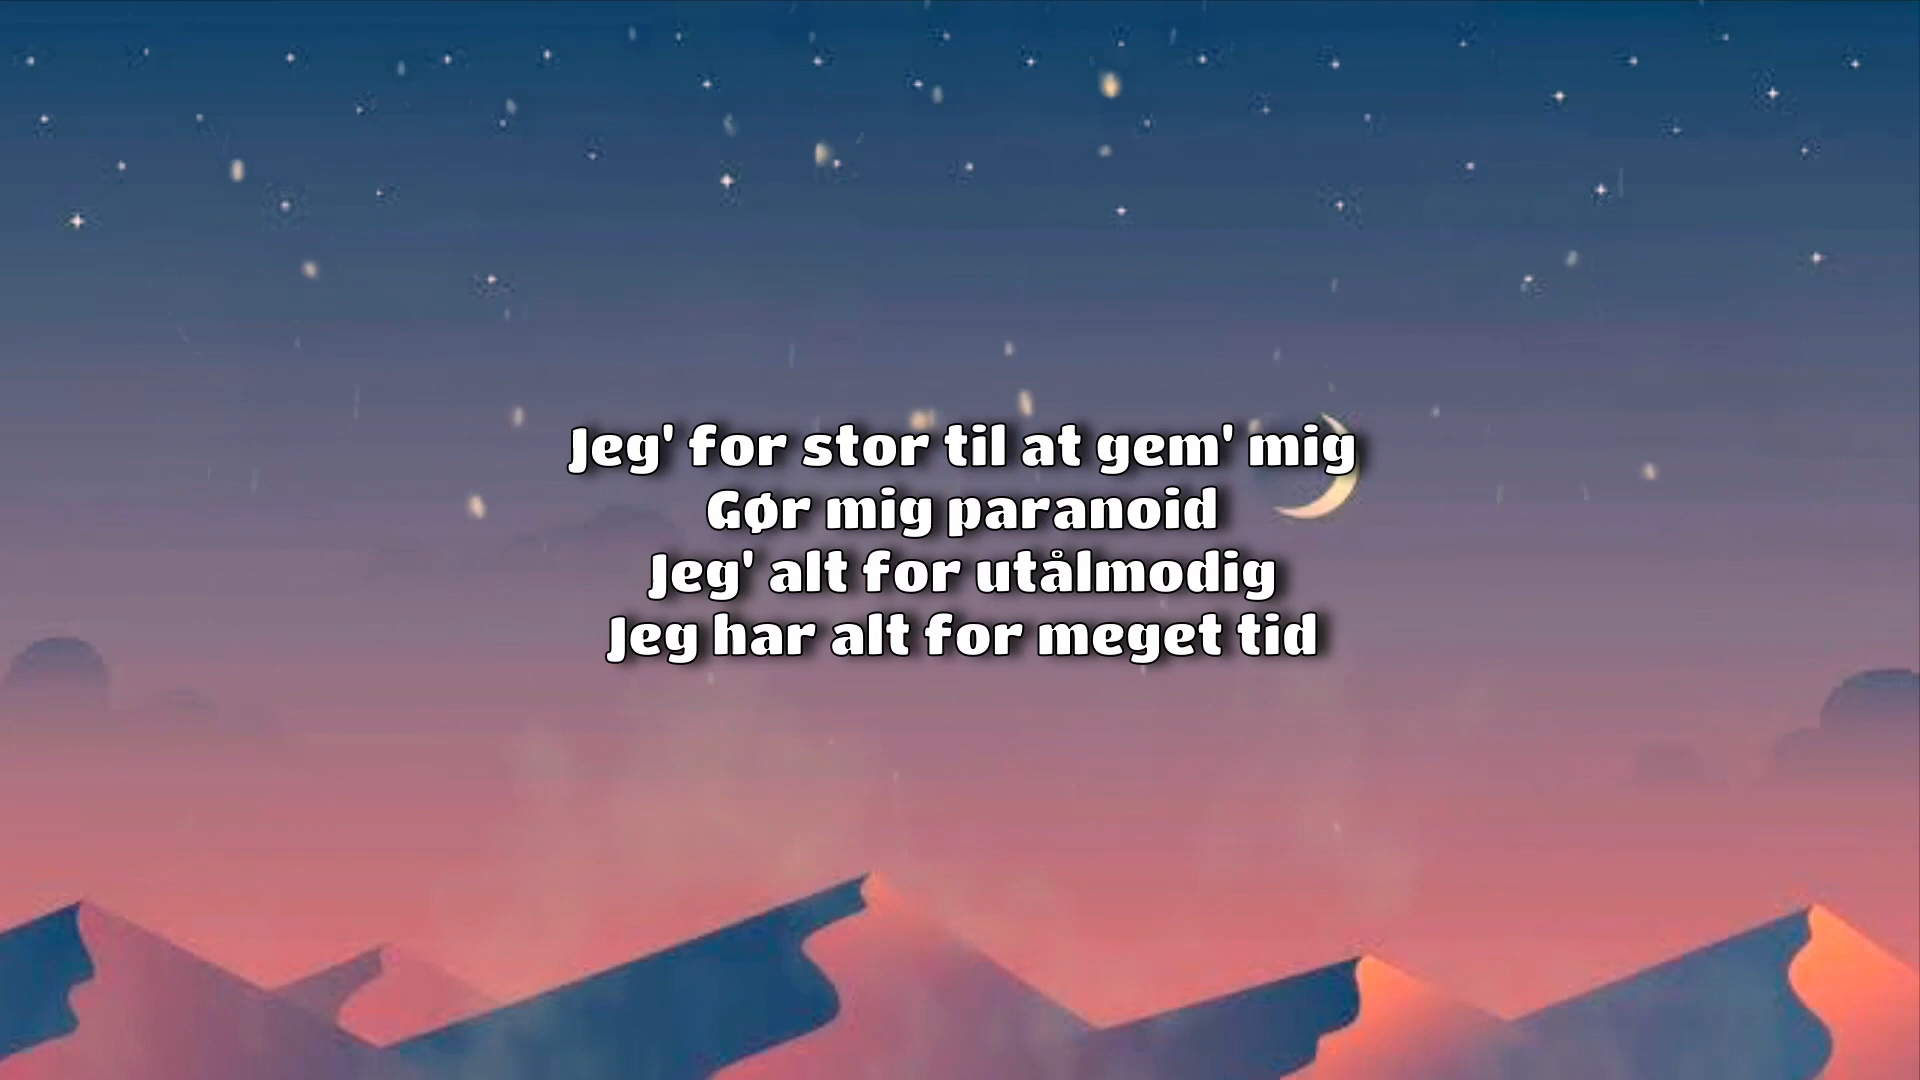 Jeg' for stor til at gem' mig
Gør mig paranoid
Jeg' alt for utålmodig
Jeg har alt for meget tid